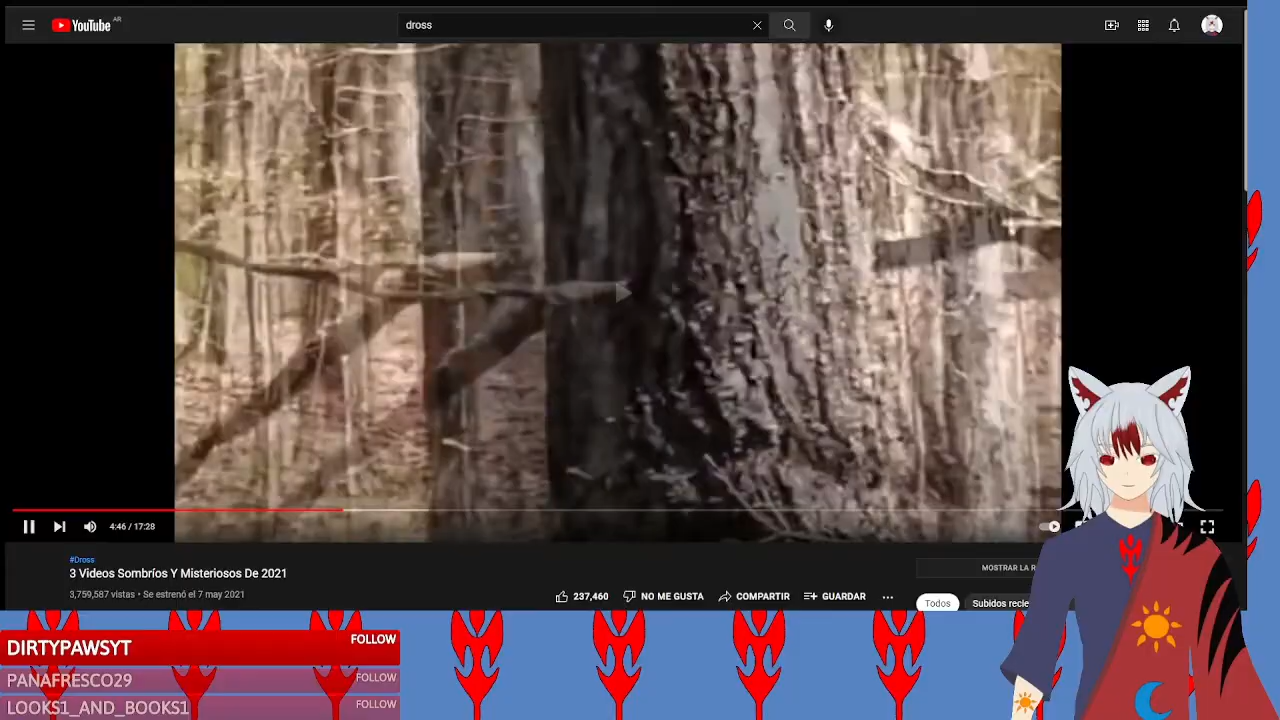 YouTube AR
dross
4:46 / 17:28
#Dross
3 Videos Sombríos Y Misteriosos De 2021
3,759,587 vistas • Se estrenó el 7 may 2021
237,460
NO ME GUSTA
COMPARTIR
GUARDAR
MOSTRAR LA R
Todos
Subidos recie
DIRTYPAWSYT FOLLOW
PANAFRESCO29 FOLLOW
LOOKS1_AND_BOOKS1 FOLLOW